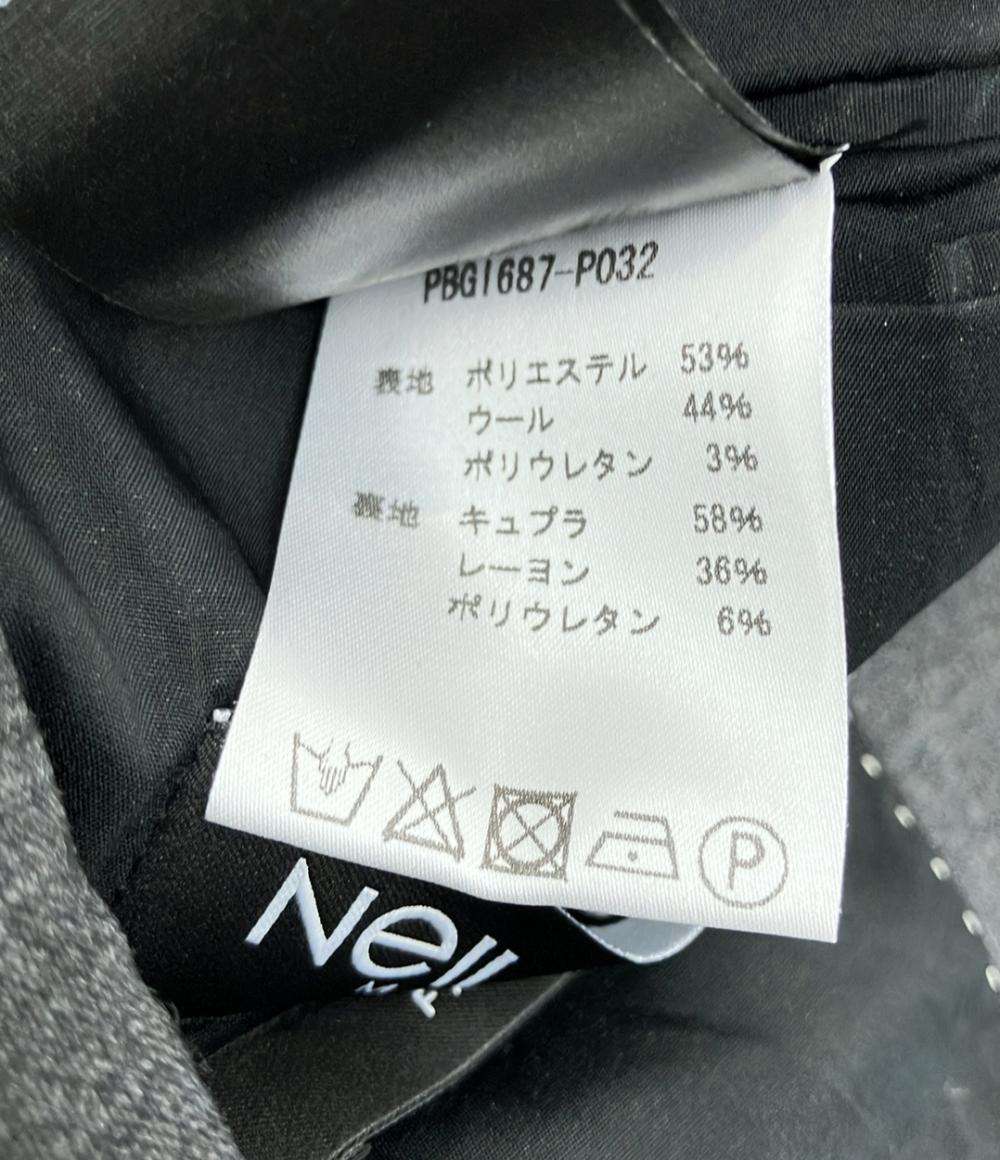 PBG1687-P032
表地 ポリエステル 53%
ウール 44%
ポリウレタン 3%
裏地 キュプラ 58%
レーヨン 36%
ポリウレタン 6%
P
Neil